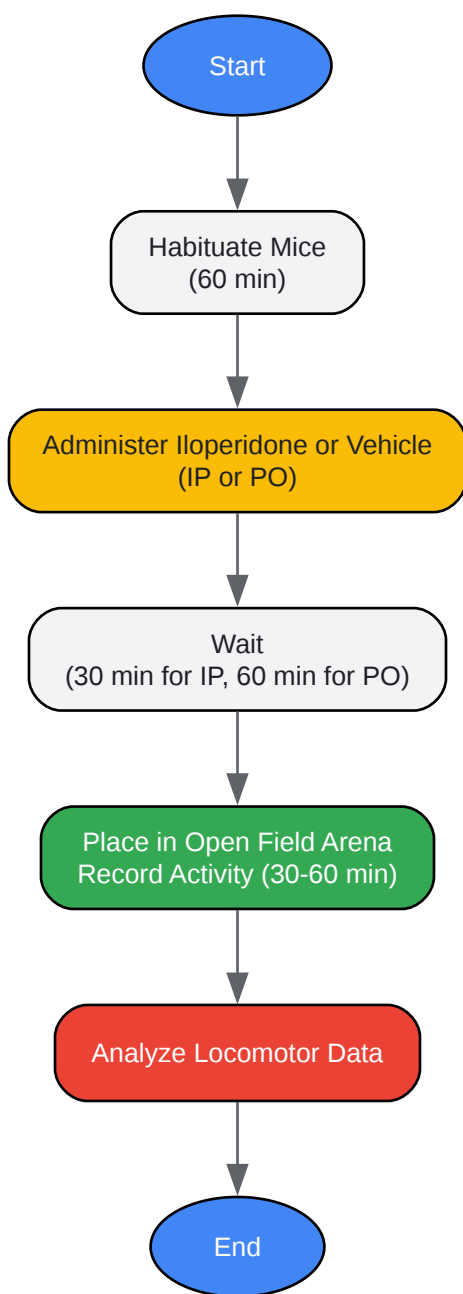 Start
Habituate Mice
(60 min)
Administer Iloperidone or Vehicle
(IP or PO)
Wait
(30 min for IP, 60 min for PO)
Place in Open Field Arena
Record Activity (30-60 min)
Analyze Locomotor Data
End